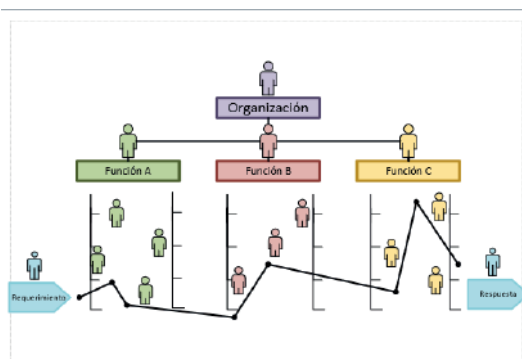 Organización
Función A
Función B
Función C
Requerimiento
Respuesta